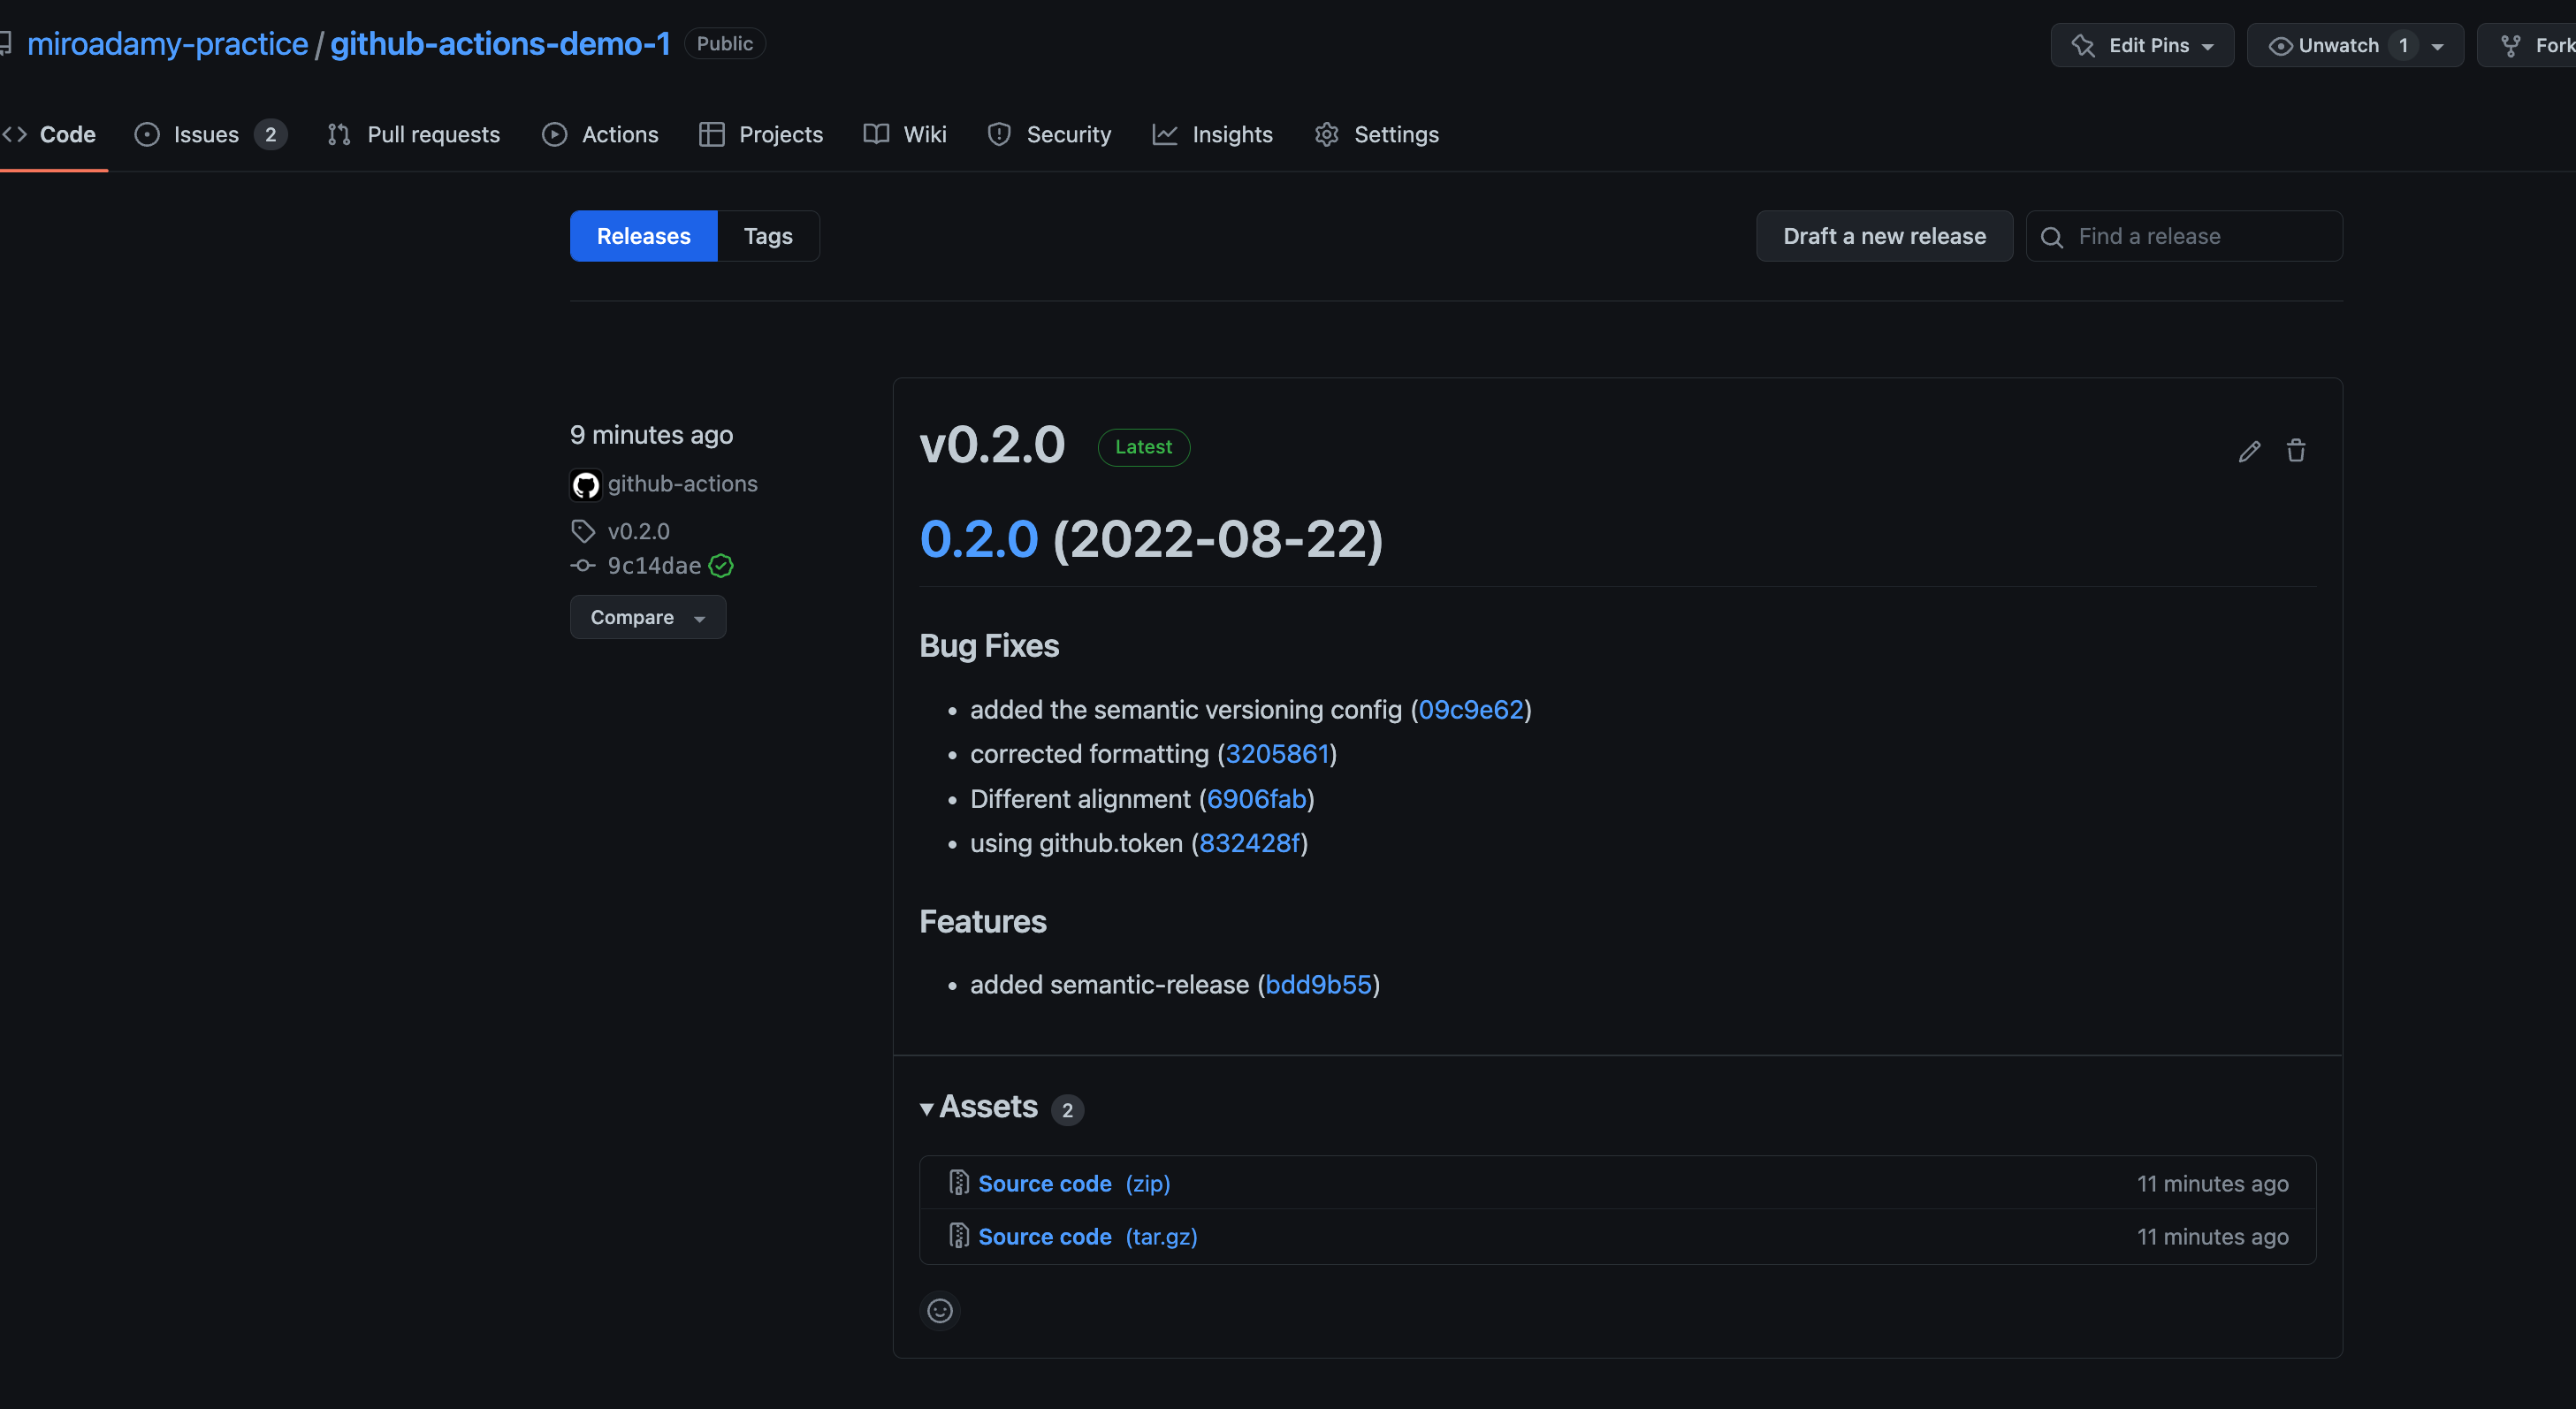 miroadamy-practice / github-actions-demo-1 Public
Edit Pins Unwatch 1 Fork
Code Issues 2 Pull requests Actions Projects Wiki Security Insights Settings
Releases Tags Draft a new release Find a release
9 minutes ago
github-actions
v0.2.0
9c14dae
Compare
v0.2.0 Latest
0.2.0 (2022-08-22)
Bug Fixes
• added the semantic versioning config (09c9e62)
• corrected formatting (3205861)
• Different alignment (6906fab)
• using github.token (832428f)
Features
• added semantic-release (bdd9b55)
Assets 2
Source code (zip) 11 minutes ago
Source code (tar.gz) 11 minutes ago